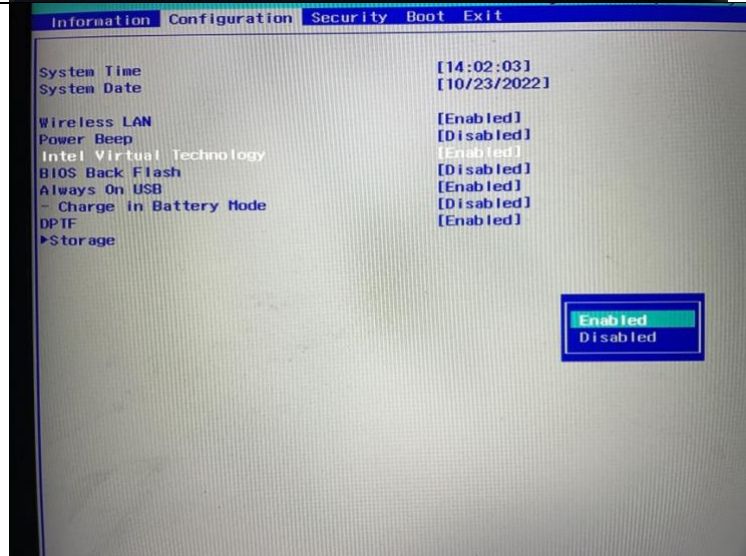 Information Configuration Security Boot Exit
System Time [14:02:03]
System Date [10/23/2022]
Wireless LAN [Enabled]
Power Beep [Disabled]
Intel Virtual Technology [Enabled]
BIOS Back Flash [Disabled]
Always On USB [Enabled]
- Charge in Battery Mode [Disabled]
DPTF [Enabled]
▶Storage
Enabled
Disabled